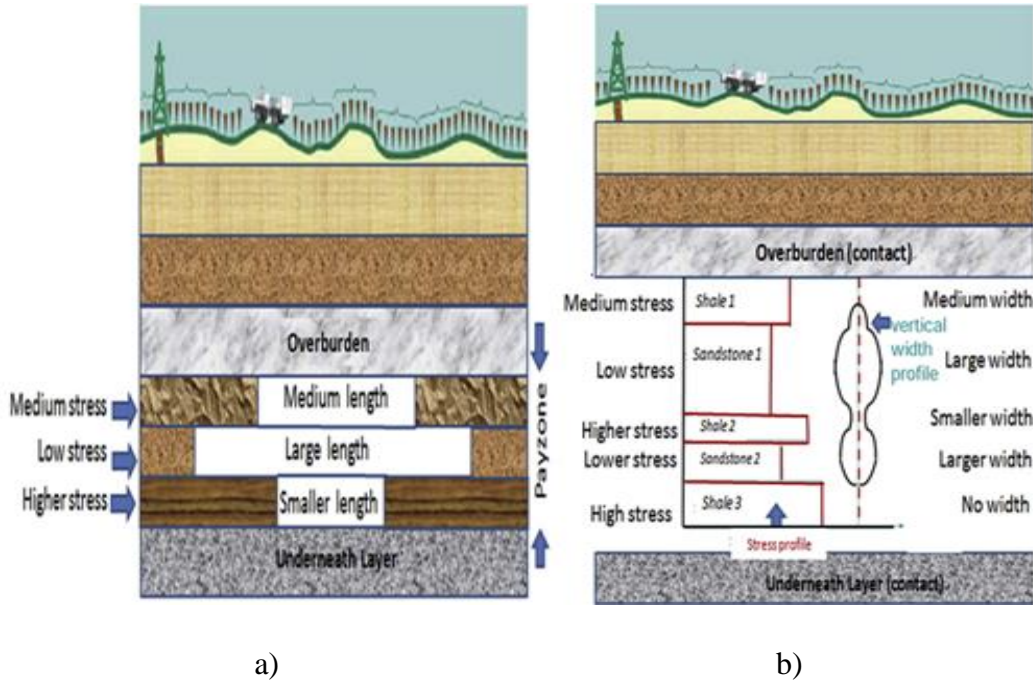 Overburden
Medium stress
Medium length
Low stress
Large length
Higher stress
Smaller length
Payzone
Underneath Layer
a)
Overburden (contact)
Medium stress
Shale 1
Medium width
vertical
width
profile
Low stress
Sandstone 1
Large width
Higher stress
Shale 2
Smaller width
Lower stress
Sandstone 2
Larger width
High stress
Shale 3
No width
Stress profile
Underneath Layer (contact)
b)